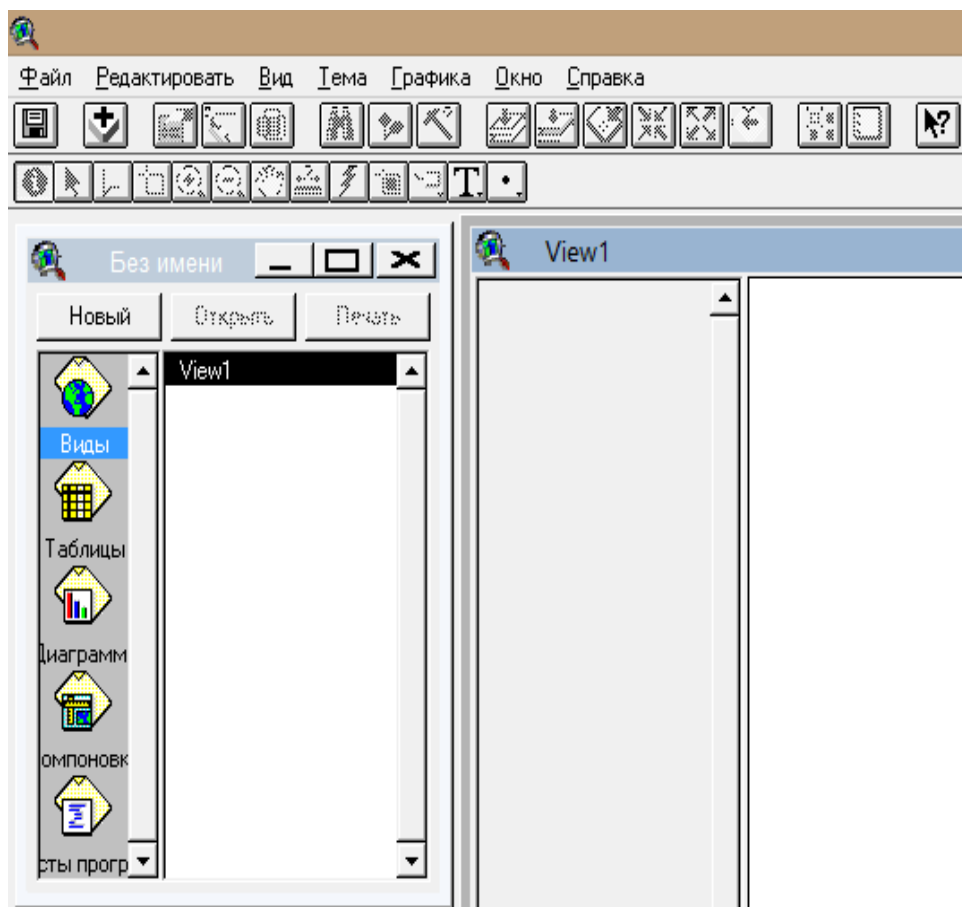 Файл Редактировать Вид Тема Графика Окно Справка
T
Без имени
Новый Открыть Печать
View1
Виды
Таблицы
Диаграмм
омпоновк
сты прогр
View1